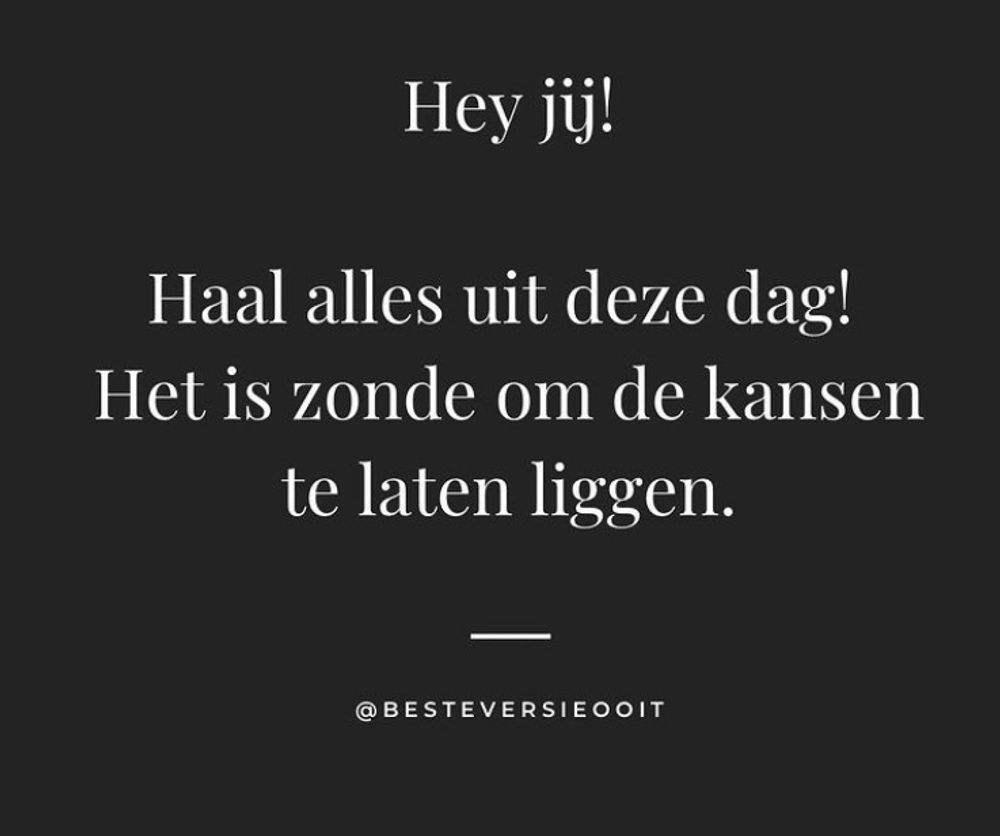 Hey jij!
Haal alles uit deze dag!
Het is zonde om de kansen
te laten liggen.
@BESTEVERSIEOOIT